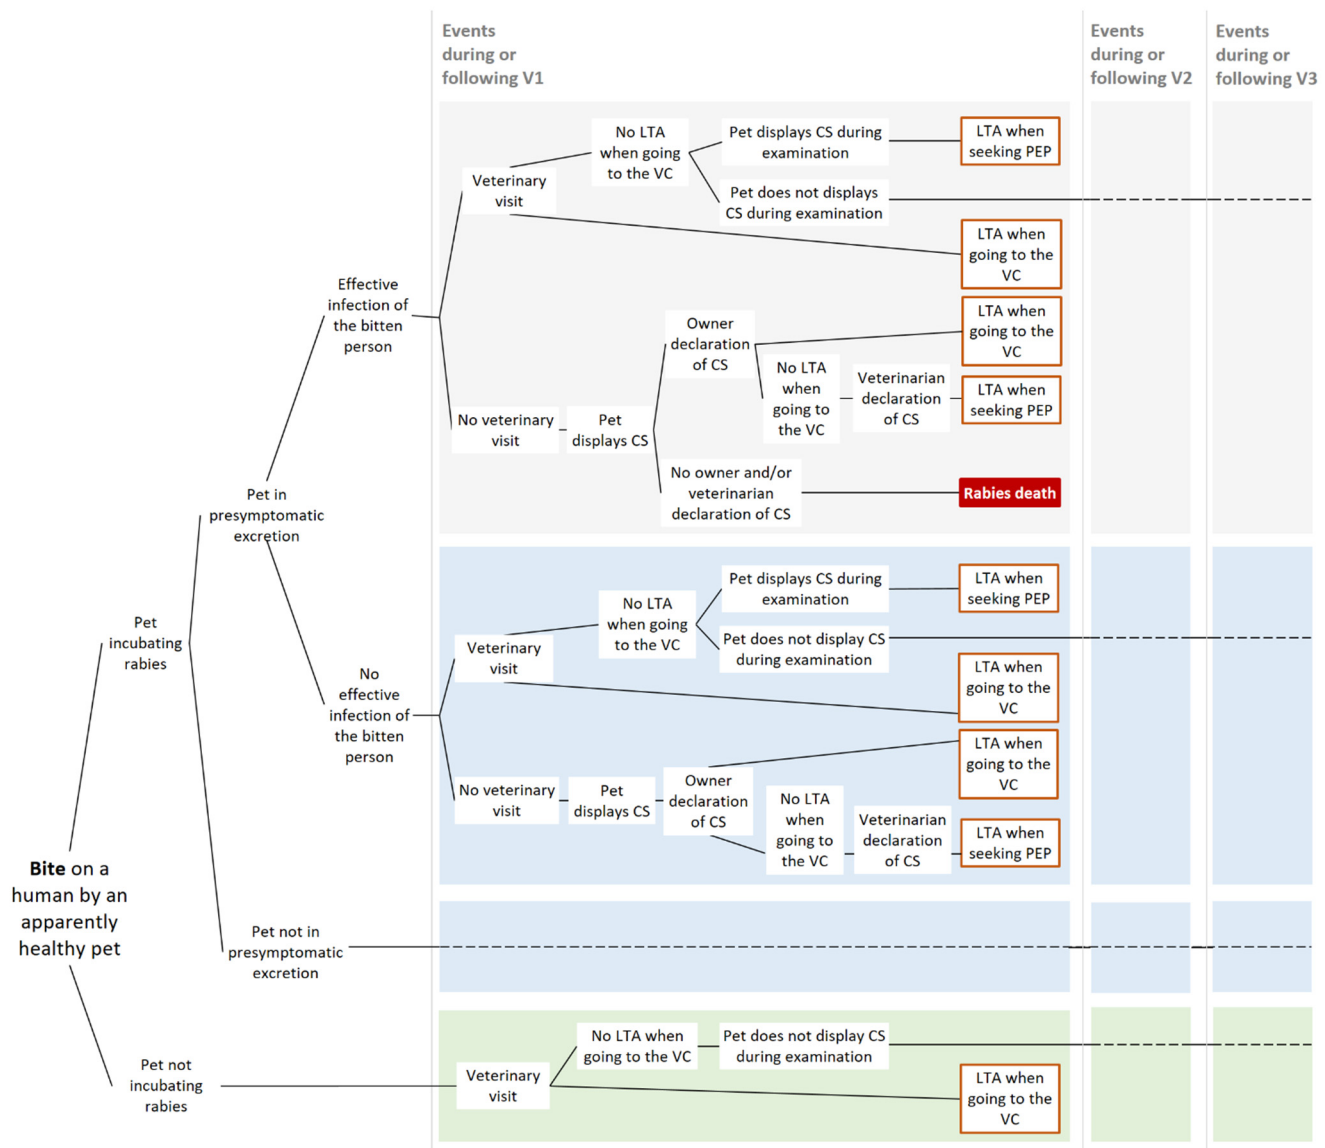 Events
during or
following V1
Events
during or
following V2
Events
during or
following V3
No LTA
when going
to the VC
Pet displays CS during
examination
LTA when
seeking PEP
Veterinary
visit
Pet does not displays
CS during examination
LTA when
going to the
VC
Effective
infection of
the bitten
person
Owner
declaration
of CS
LTA when
going to the
VC
No LTA
when
going to
the VC
Veterinarian
declaration
of CS
LTA when
seeking PEP
No veterinary
visit
Pet
displays CS
No owner and/or
veterinarian
declaration of CS
Rabies death
Pet in
presymptomatic
excretion
Pet displays CS during
examination
LTA when
seeking PEP
No LTA
when going
to the VC
Pet does not display CS
during examination
Veterinary
visit
LTA when
going to the
VC
Pet
incubating
rabies
No
effective
infection of
the bitten
person
LTA when
going to the
VC
No veterinary
visit
Pet
displays CS
Owner
declaration
of CS
No LTA
when
going to
the VC
Veterinarian
declaration
of CS
LTA when
seeking PEP
Bite on a
human by an
apparently
healthy pet
Pet not in
presymptomatic
excretion
No LTA when
going to the VC
Pet does not display CS
during examination
Pet not
incubating
rabies
Veterinary
visit
LTA when
going to the
VC